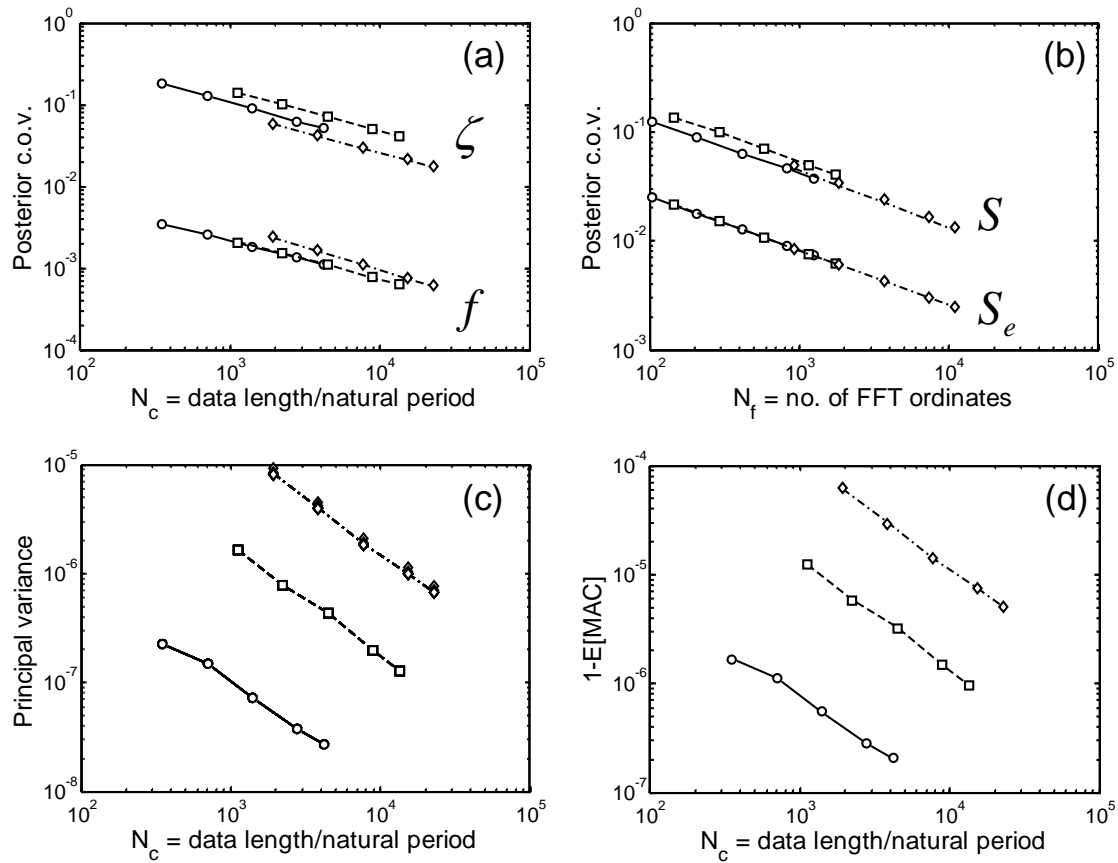 (a)
10^0
10^-1
10^-2
10^-3
10^-4
Posterior c.o.v.
ζ
f
10^2
10^3
10^4
10^5
N_c = data length/natural period
(b)
10^0
10^-1
10^-2
10^-3
Posterior c.o.v.
S
S_e
10^2
10^3
10^4
10^5
N_f = no. of FFT ordinates
(c)
10^-5
10^-6
10^-7
10^-8
Principal variance
10^2
10^3
10^4
10^5
N_c = data length/natural period
(d)
10^-4
10^-5
10^-6
10^-7
1-E[MAC]
10^2
10^3
10^4
10^5
N_c = data length/natural period